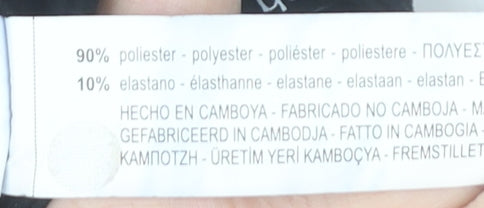 90% poliester - polyester - poliéster - poliestere - ΠΟΛΥΕΣ
10% elastano - élasthanne - elastane - elastaan - elastan -
HECHO EN CAMBOYA - FABRICADO NO CAMBOJA -
GEFABRICEERD IN CAMBODJA - FATTO IN CAMBOGIA -
ΚΑΜΠΟΤΖΗ - ÜRETİM YERİ KAMBOÇYA - FREMSTILLET